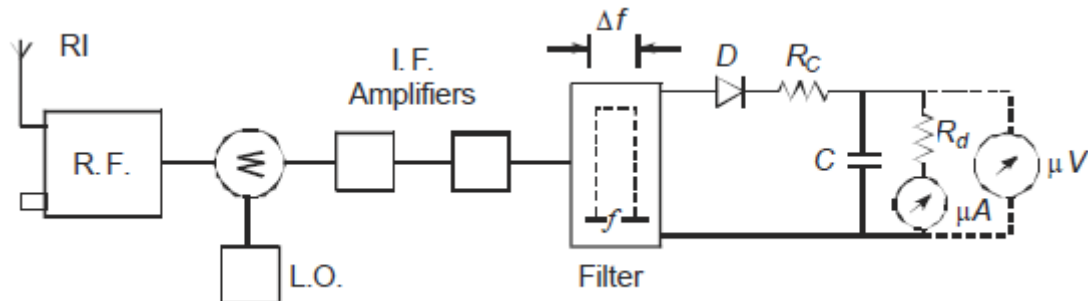 RI
Δf
I. F.
Amplifiers
D
R_C
R. F.
R_d
C
μV
μA
f
L.O.
Filter